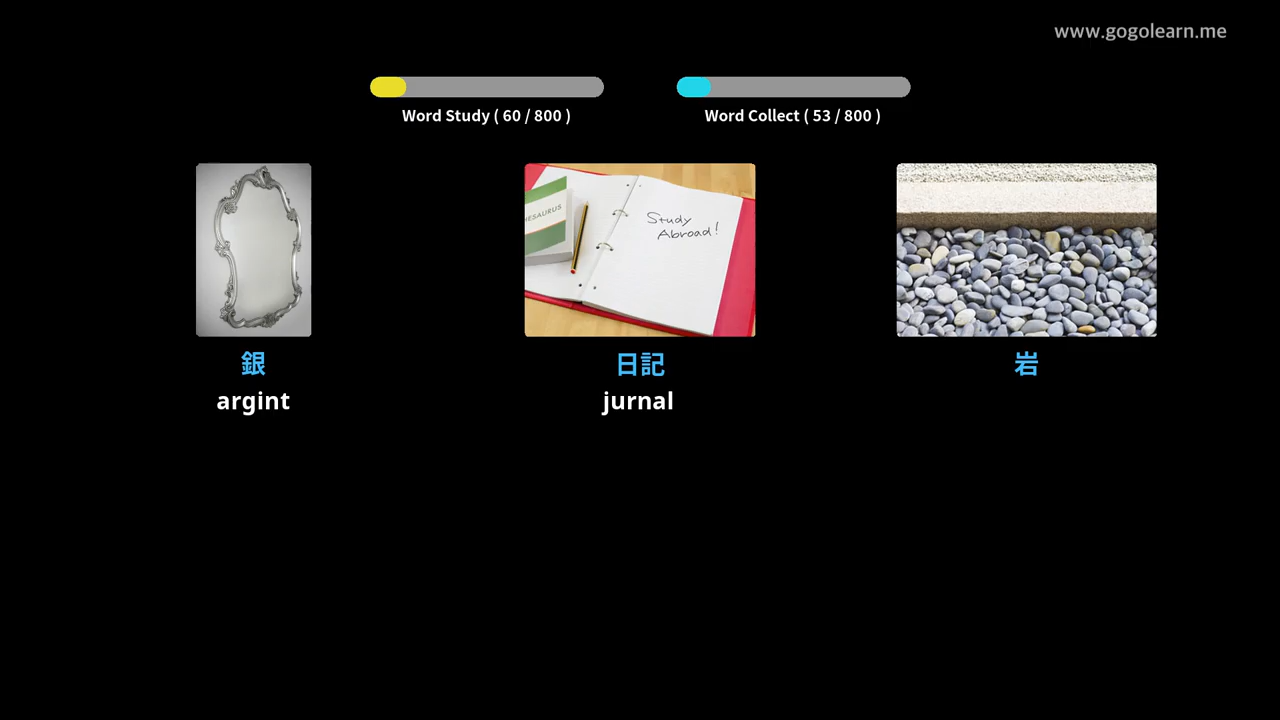 www.gogolearn.me
Word Study ( 60 / 800 )
Word Collect ( 53 / 800 )
THESAURUS
Study
Abroad!
銀
日記
岩
argint
jurnal